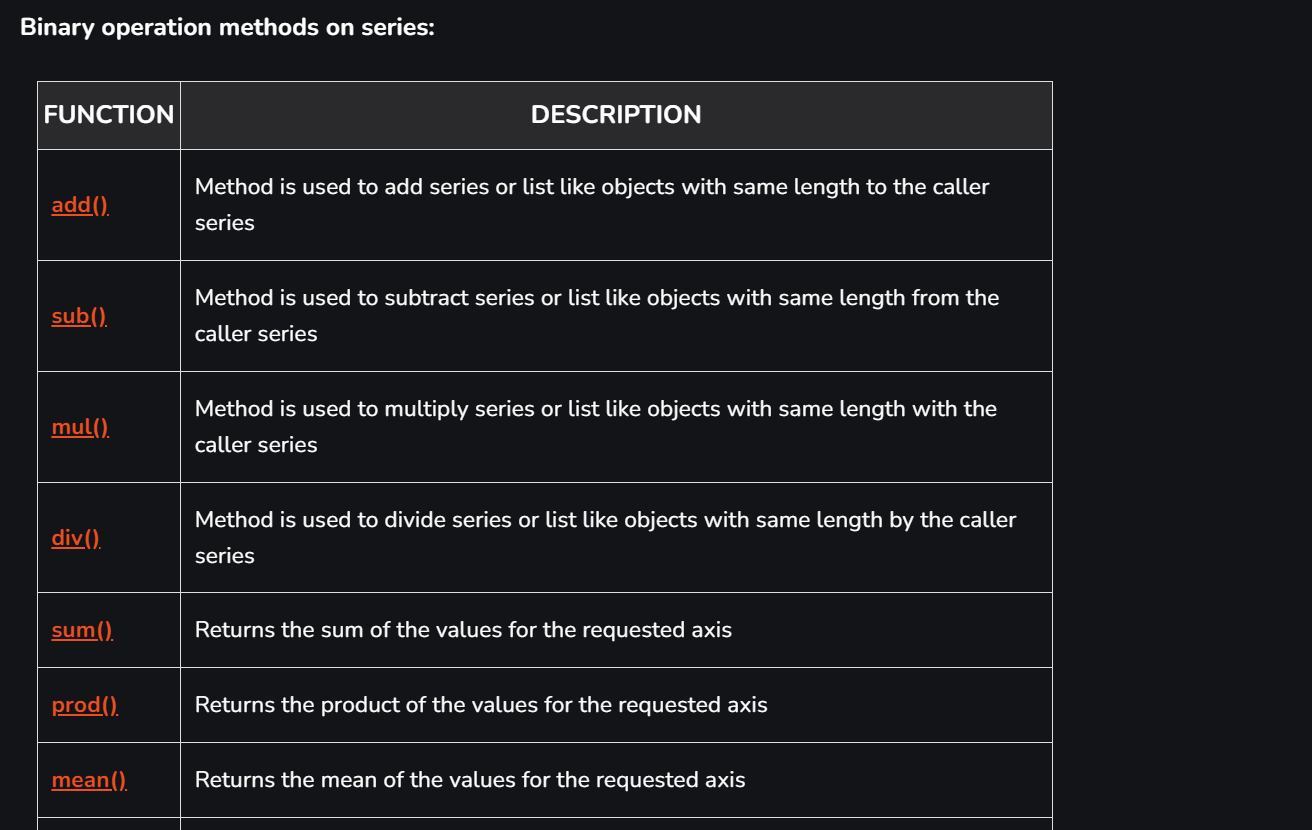 Binary operation methods on series:
FUNCTION DESCRIPTION
add() Method is used to add series or list like objects with same length to the caller
series
sub() Method is used to subtract series or list like objects with same length from the
caller series
mul() Method is used to multiply series or list like objects with same length with the
caller series
div() Method is used to divide series or list like objects with same length by the caller
series
sum() Returns the sum of the values for the requested axis
prod() Returns the product of the values for the requested axis
mean() Returns the mean of the values for the requested axis